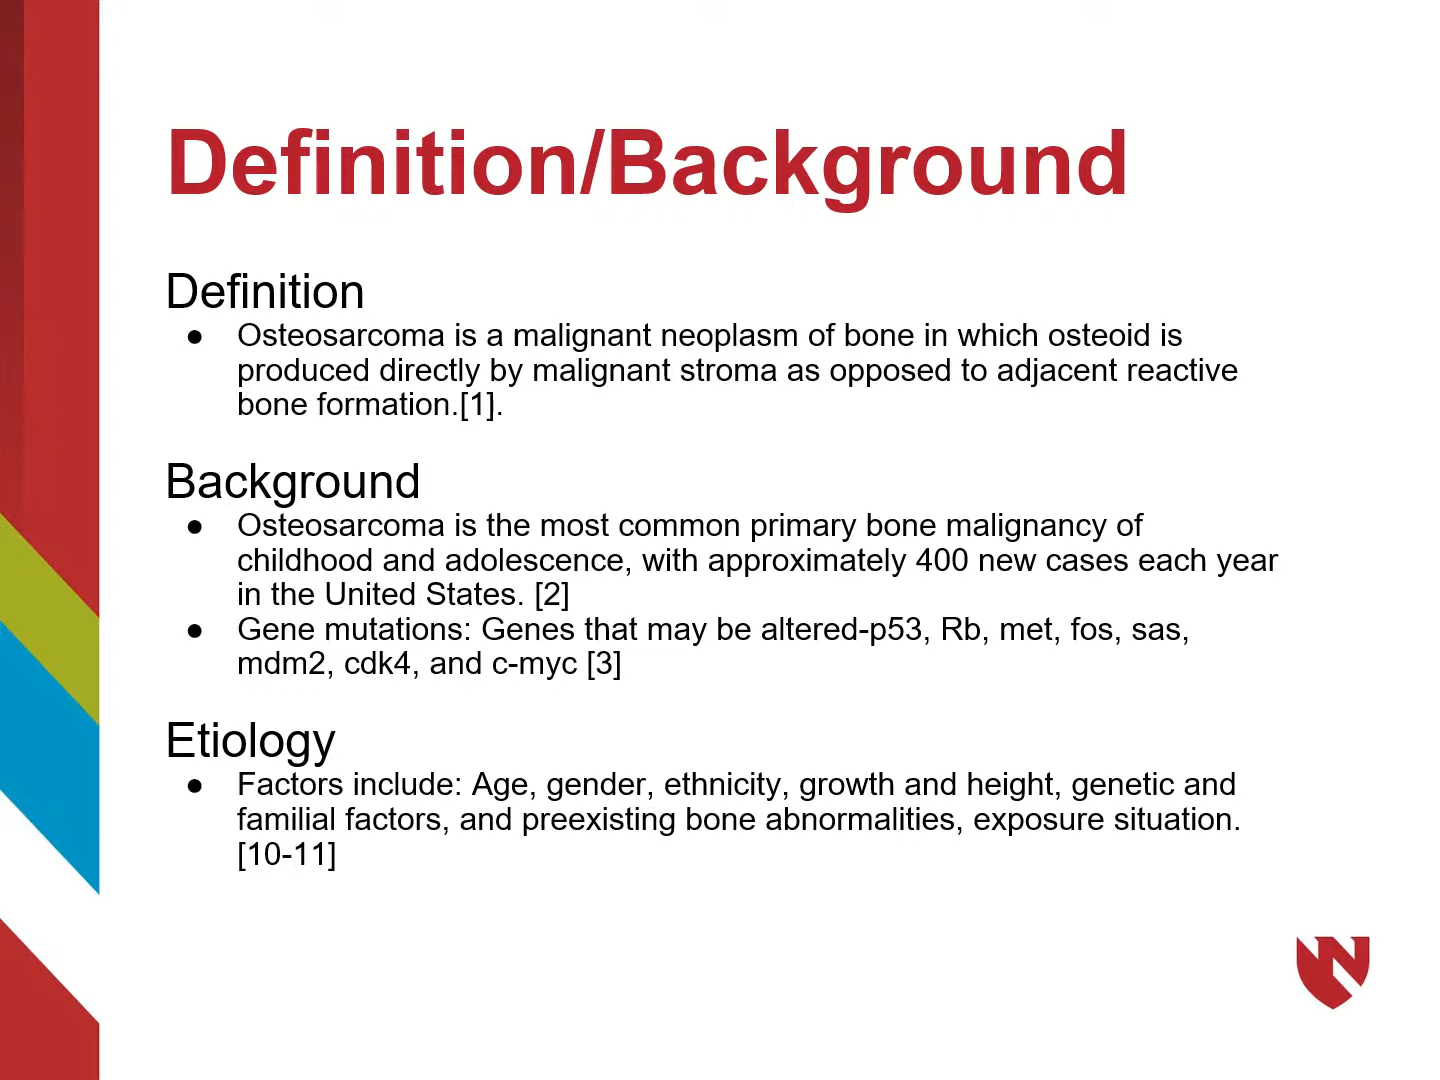 Definition/Background
Definition
● Osteosarcoma is a malignant neoplasm of bone in which osteoid is
produced directly by malignant stroma as opposed to adjacent reactive
bone formation.[1].
Background
● Osteosarcoma is the most common primary bone malignancy of
childhood and adolescence, with approximately 400 new cases each year
in the United States. [2]
● Gene mutations: Genes that may be altered-p53, Rb, met, fos, sas,
mdm2, cdk4, and c-myc [3]
Etiology
● Factors include: Age, gender, ethnicity, growth and height, genetic and
familial factors, and preexisting bone abnormalities, exposure situation.
[10-11]